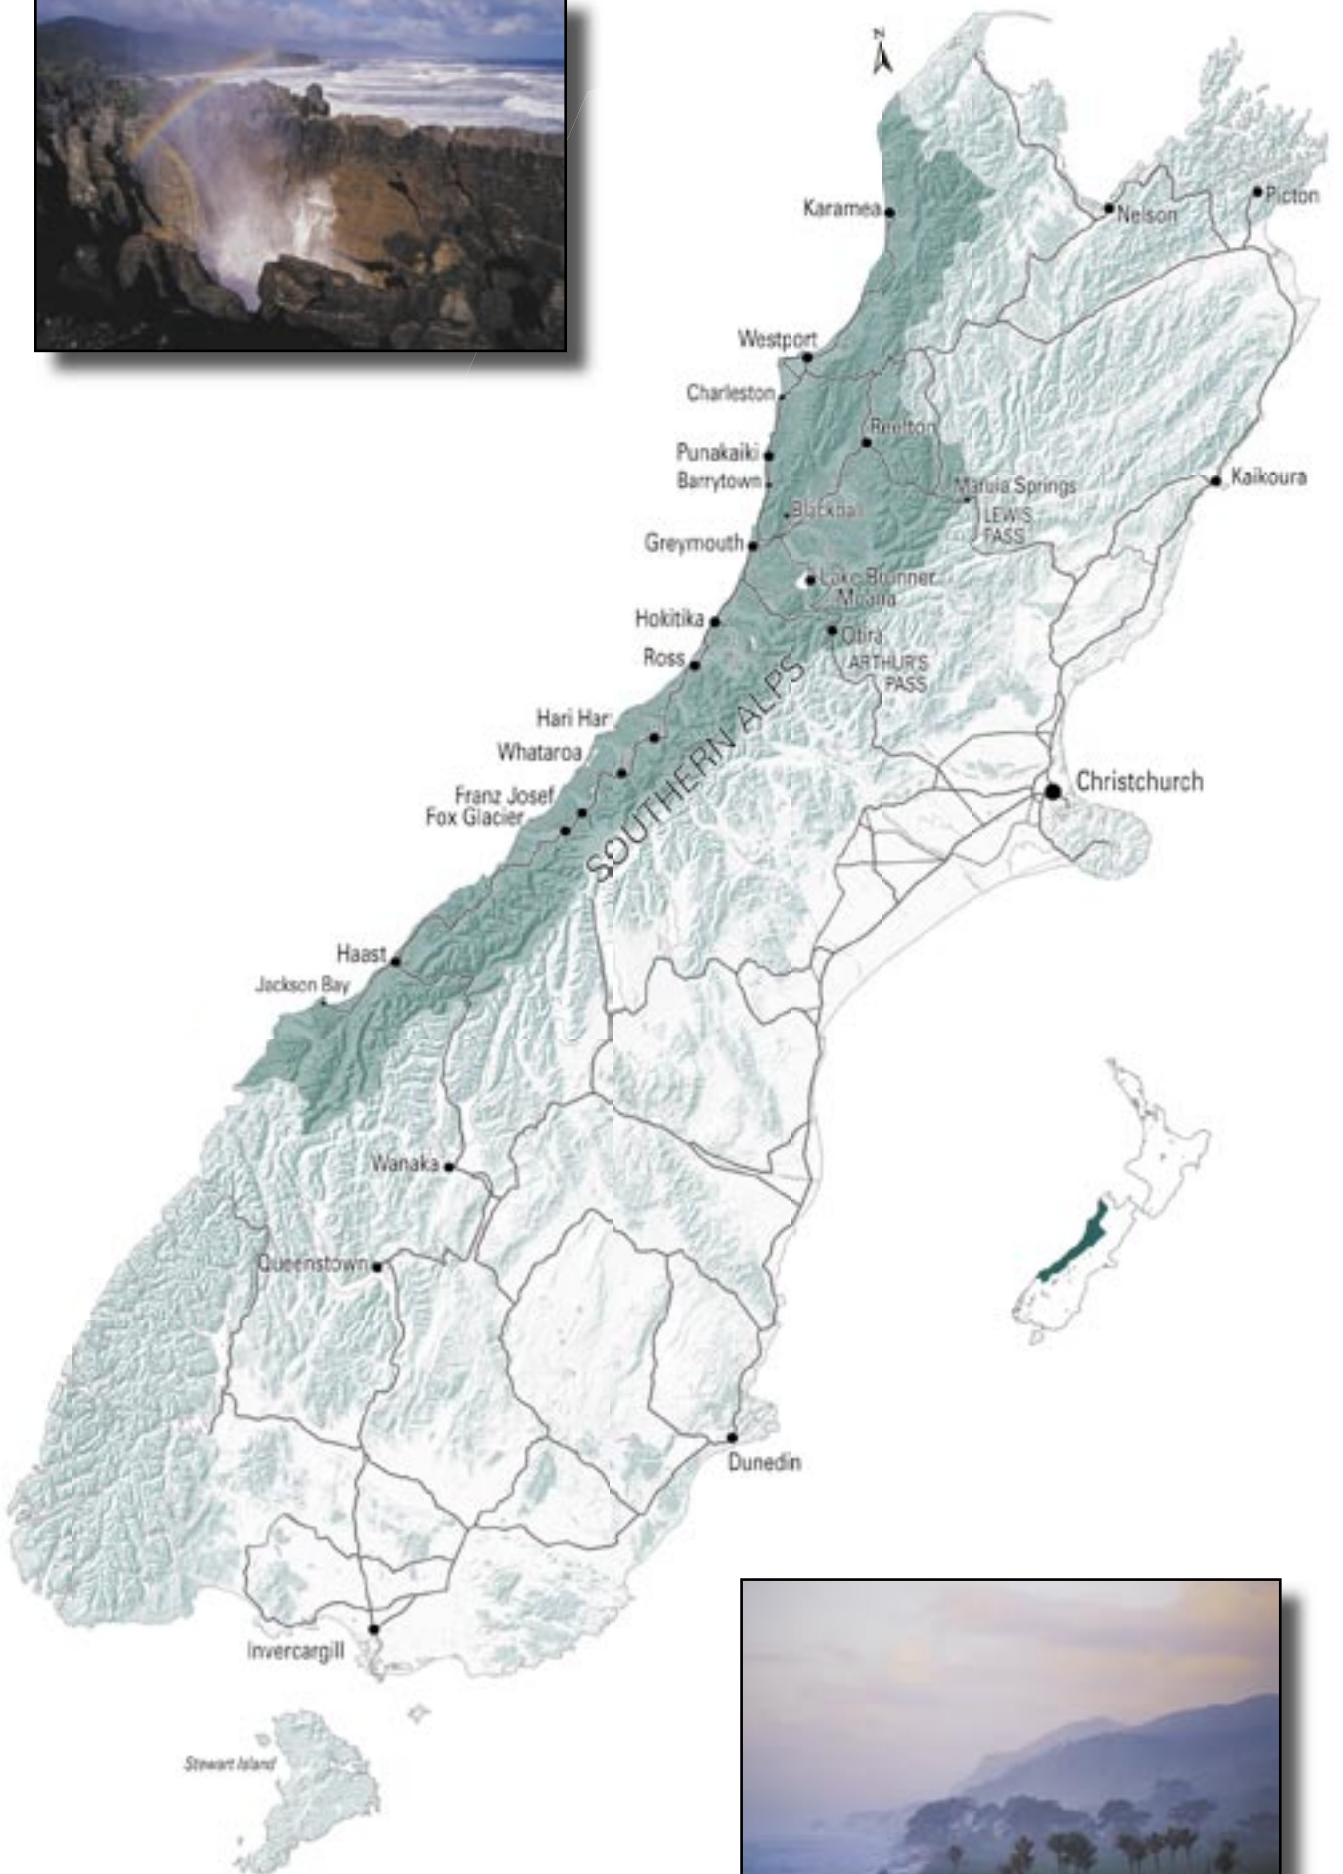 N
Karamea
Nelson
Picton
Westport
Charleston
Reefton
Punakaiki
Barrytown
Maruia Springs
Kaikoura
Blackball
LEWIS
PASS
Greymouth
Lake Brunner
Moana
Hokitika
Otira
Ross
ARTHUR'S
PASS
SOUTHERN ALPS
Hari Har
Whataroa
Christchurch
Franz Josef
Fox Glacier
Haast
Jackson Bay
Wanaka
Queenstown
Dunedin
Invercargill
Stewart Island